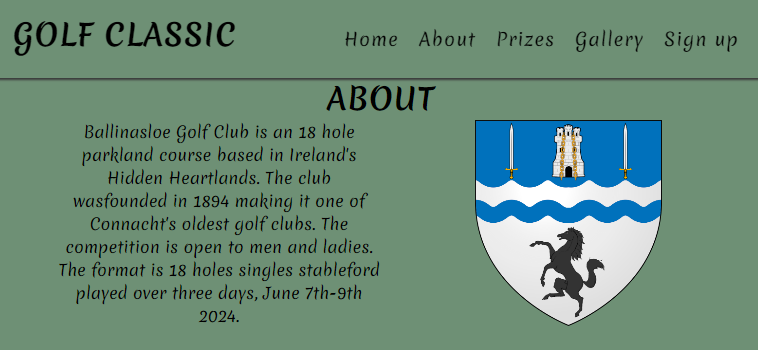 GOLF CLASSIC
Home About Prizes Gallery Sign up
ABOUT
Ballinasloe Golf Club is an 18 hole
parkland course based in Ireland's
Hidden Heartlands. The club
wasfounded in 1894 making it one of
Connacht's oldest golf clubs. The
competition is open to men and ladies.
The format is 18 holes singles stableford
played over three days, June 7th-9th
2024.